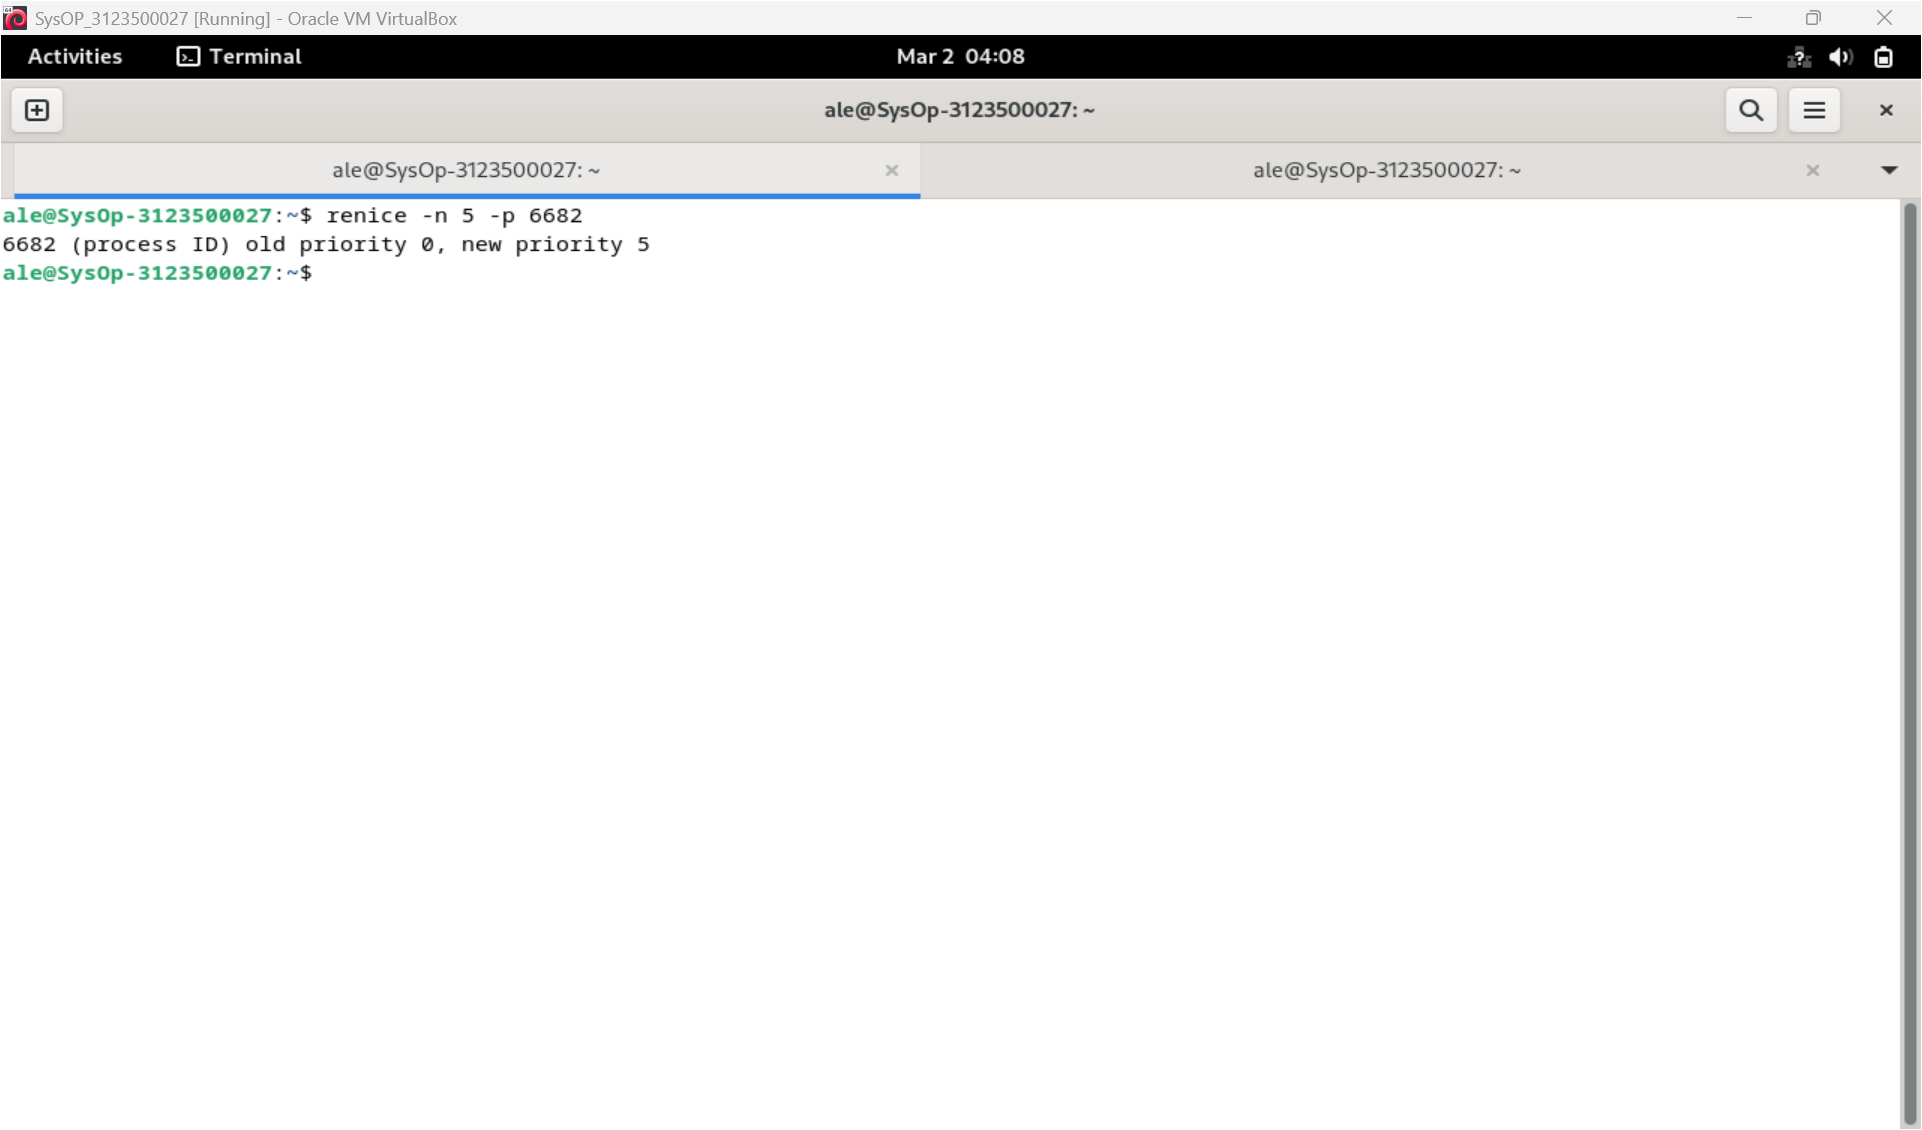 SysOP_3123500027 [Running] - Oracle VM VirtualBox
Activities Terminal Mar 2 04:08
ale@SysOp-3123500027: ~
ale@SysOp-3123500027: ~ ale@SysOp-3123500027: ~
ale@SysOp-3123500027:~$ renice -n 5 -p 6682
6682 (process ID) old priority 0, new priority 5
ale@SysOp-3123500027:~$